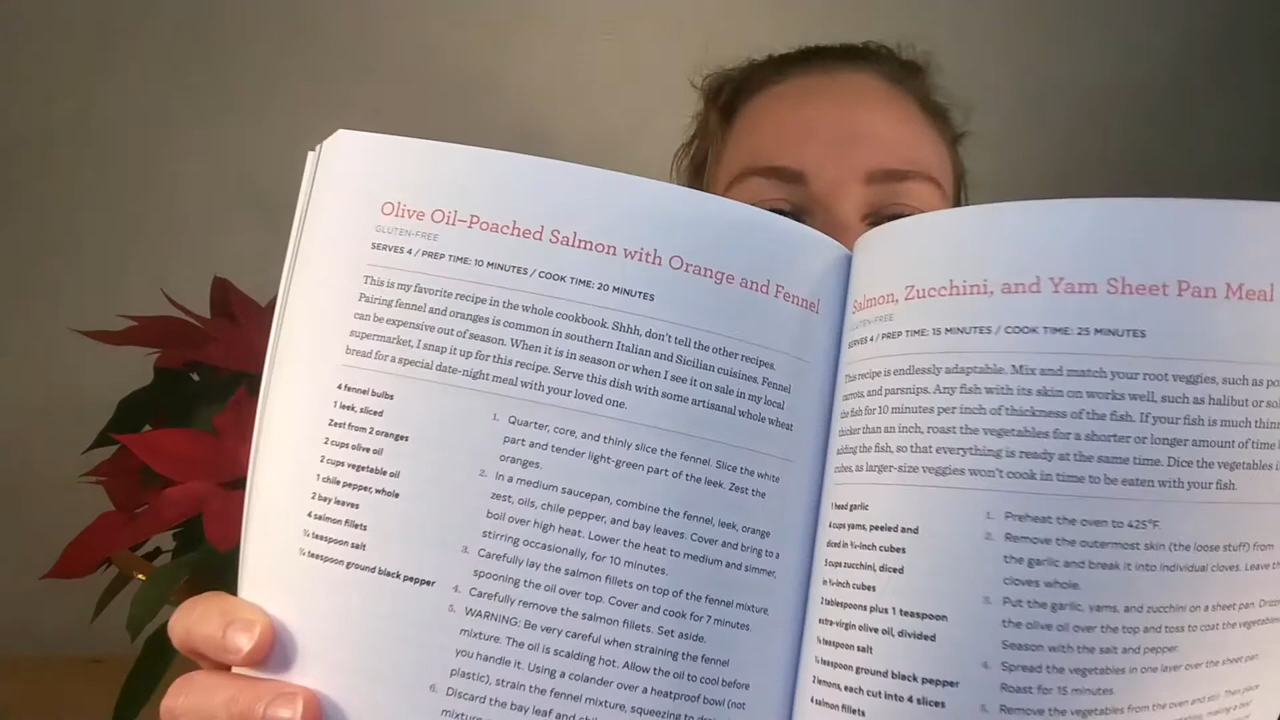 Olive Oil–Poached Salmon with Orange and Fennel
GLUTEN-FREE
SERVES 4 / PREP TIME: 10 MINUTES / COOK TIME: 20 MINUTES
This is my favorite recipe in the whole cookbook. Shhh, don't tell the other recipes.
Pairing fennel and oranges is common in southern Italian and Sicilian cuisines. Fennel
can be expensive out of season. When it is in season or when I see it on sale in my local
supermarket, I snap it up for this recipe. Serve this dish with some artisanal whole wheat
bread for a special date-night meal with your loved one.
4 fennel bulbs
1 leek, sliced
Zest from 2 oranges
2 cups olive oil
2 cups vegetable oil
1 chile pepper, whole
2 bay leaves
4 salmon fillets
teaspoon salt
teaspoon ground black pepper
1. Quarter, core, and thinly slice the fennel. Slice the white
part and tender light-green part of the leek. Zest the
oranges.
2. In a medium saucepan, combine the fennel, leek, orange
zest, oils, chile pepper, and bay leaves. Cover and bring to a
boil over high heat. Lower the heat to medium and simmer,
stirring occasionally, for 10 minutes.
3. Carefully lay the salmon fillets on top of the fennel mixture,
spooning the oil over top. Cover and cook for 7 minutes.
4. Carefully remove the salmon fillets. Set aside.
5. WARNING: Be very careful when straining the fennel
mixture. The oil is scalding hot. Allow the oil to cool before
you handle it. Using a colander over a heatproof bowl (not
plastic), strain the fennel mixture, squeezing to
6. Discard the bay leaf and
Salmon, Zucchini, and Yam Sheet Pan Meal
GLUTEN-FREE
SERVES 4 / PREP TIME: 15 MINUTES / COOK TIME: 25 MINUTES
This recipe is endlessly adaptable. Mix and match your root veggies, such as po
carrots, and parsnips. Any fish with its skin on works well, such as halibut or so
the fish for 10 minutes per inch of thickness of the fish. If your fish is much thin
thicker than an inch, roast the vegetables for a shorter or longer amount of time
adding the fish, so that everything is ready at the same time. Dice the vegetables
cubes, as larger-size veggies won't cook in time to be eaten with your fish.
1 head garlic
4 cups yams, peeled and
diced in ¾-inch cubes
5 cups zucchini, diced
in ¾-inch cubes
2 tablespoons plus 1 teaspoon
extra-virgin olive oil, divided
teaspoon salt
teaspoon ground black pepper
2 lemons, each cut into 4 slices
4 salmon fillets
1. Preheat the oven to 425°F.
2. Remove the outermost skin (the loose stuff) from
the garlic and break it into individual cloves. Leave
cloves whole.
3. Put the garlic, yams, and zucchini on a sheet pan.
the olive oil over the top and toss to coat the vegetables
Season with the salt and pepper.
4. Spread the vegetables in one layer over the sheet pan.
Roast for 15 minutes.
5. Remove the vegetables from the oven and stir. Then place